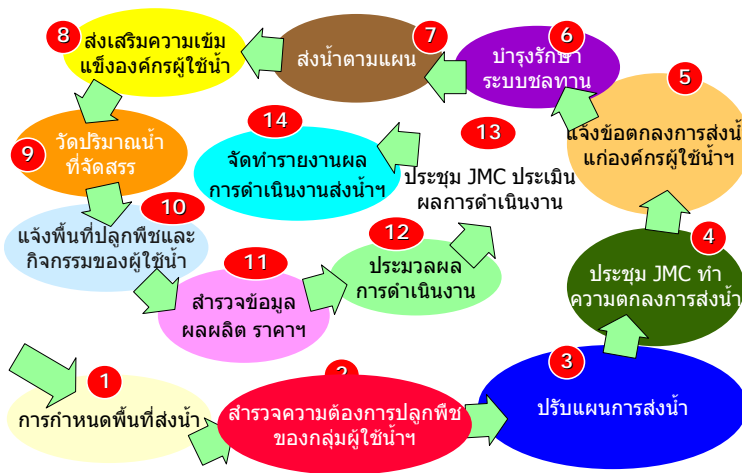 1
การกำหนดพื้นที่ส่งน้ำ
2
สำรวจความต้องการปลูกพืช
ของกลุ่มผู้ใช้น้ำฯ
3
ปรับแผนการส่งน้ำ
4
ประชุม JMC ทำ
ความตกลงการส่งน้ำ
5
แจ้งข้อตกลงการส่งน้ำ
แก่องค์กรผู้ใช้น้ำฯ
6
บำรุงรักษา
ระบบชลทาน
7
ส่งน้ำตามแผน
8
ส่งเสริมความเข้ม
แข็งองค์กรผู้ใช้น้ำ
9
วัดปริมาณน้ำ
ที่จัดสรร
10
แจ้งพื้นที่ปลูกพืชและ
กิจกรรมของผู้ใช้น้ำ
11
สำรวจข้อมูล
ผลผลิต ราคาฯ
12
ประมวลผล
การดำเนินงาน
13
ประชุม JMC ประเมิน
ผลการดำเนินงาน
14
จัดทำรายงานผล
การดำเนินงานส่งน้ำฯ